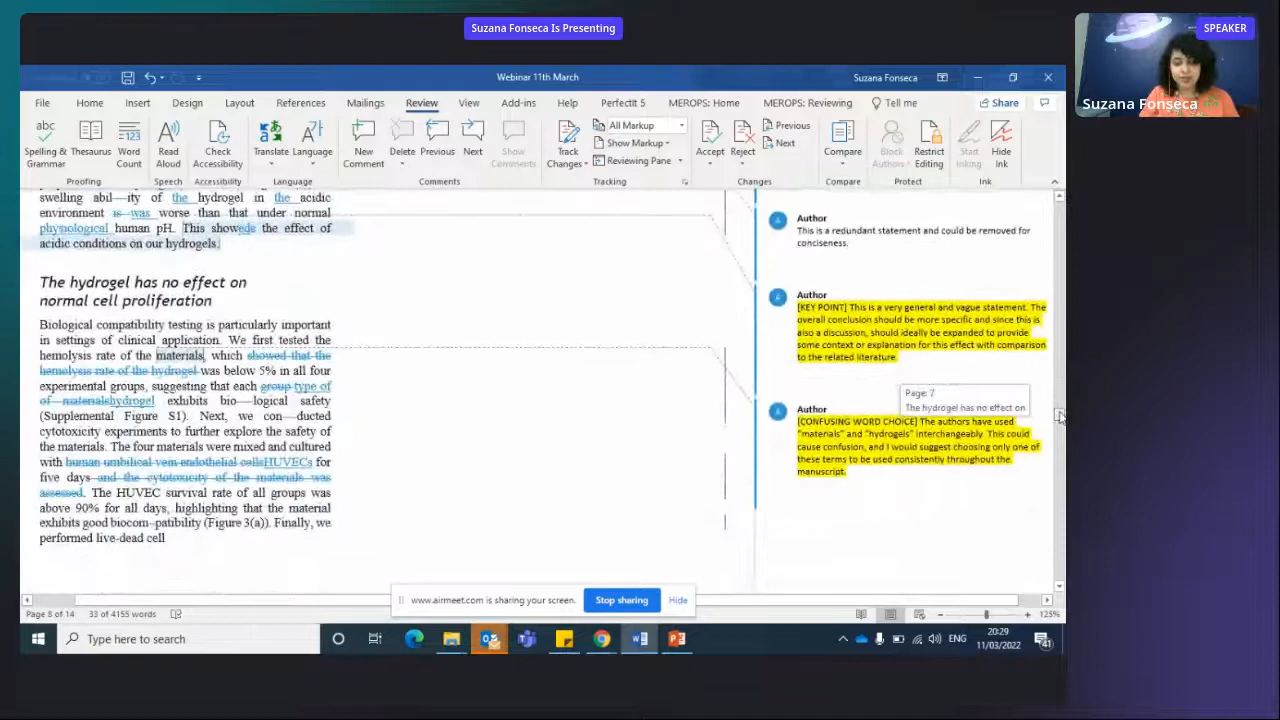 Suzana Fonseca Is Presenting
SPEAKER
Suzana Fonseca
Webinar 11th March
Suzana Fonseca
File Home Insert Design Layout References Mailings Review View Add-ins Help PerfectIt 5 MEROPS: Home MEROPS: Reviewing Tell me Share
Spelling & Grammar Thesaurus Word Count Read Aloud Check Accessibility Translate Language New Comment Delete Previous Next Show Comments Track Changes All Markup Show Markup Reviewing Pane Accept Reject Previous Next Compare Block Authors Restrict Editing Start Inking Hide Ink
Proofing Speech Accessibility Language Comments Tracking Changes Compare Protect Ink
swelling abil–ity of the hydrogel in the acidic
environment is was worse than that under normal
phyiological human pH. This showeds the effect of
acidic conditions on our hydrogels.
The hydrogel has no effect on
normal cell proliferation
Biological compatibility testing is particularly important
in settings of clinical application. We first tested the
hemolysis rate of the materials, which showed that the
hemolysis rate of the hydrogel was below 5% in all four
experimental groups, suggesting that each group type of
of materialshydrogel exhibits bio–logical safety
(Supplemental Figure S1). Next, we con–ducted
cytotoxicity experiments to further explore the safety of
the materials. The four materials were mixed and cultured
with human umbilical vein endothelial cellsHUVECs for
five days and the cytotoxicity of the materials was
assessed. The HUVEC survival rate of all groups was
above 90% for all days, highlighting that the material
exhibits good biocom–patibility (Figure 3(a)). Finally, we
performed live-dead cell
Author
This is a redundant statement and could be removed for
conciseness.
Author
[KEY POINT] This is a very general and vague statement. The
overall conclusion should be more specific and since this is
also a discussion, should ideally be expanded to provide
some context or explanation for this effect with comparison
to the related literature.
Page: 7
The hydrogel has no effect on
Author
[CONFUSING WORD CHOICE] The authors have used
"materials" and "hydrogels" interchangeably. This could
cause confusion, and I would suggest choosing only one of
these terms to be used consistently throughout the
manuscript.
www.airmeet.com is sharing your screen. Stop sharing Hide
Page 8 of 14 33 of 4155 words 125%
Type here to search
ENG
20:29
11/03/2022
41